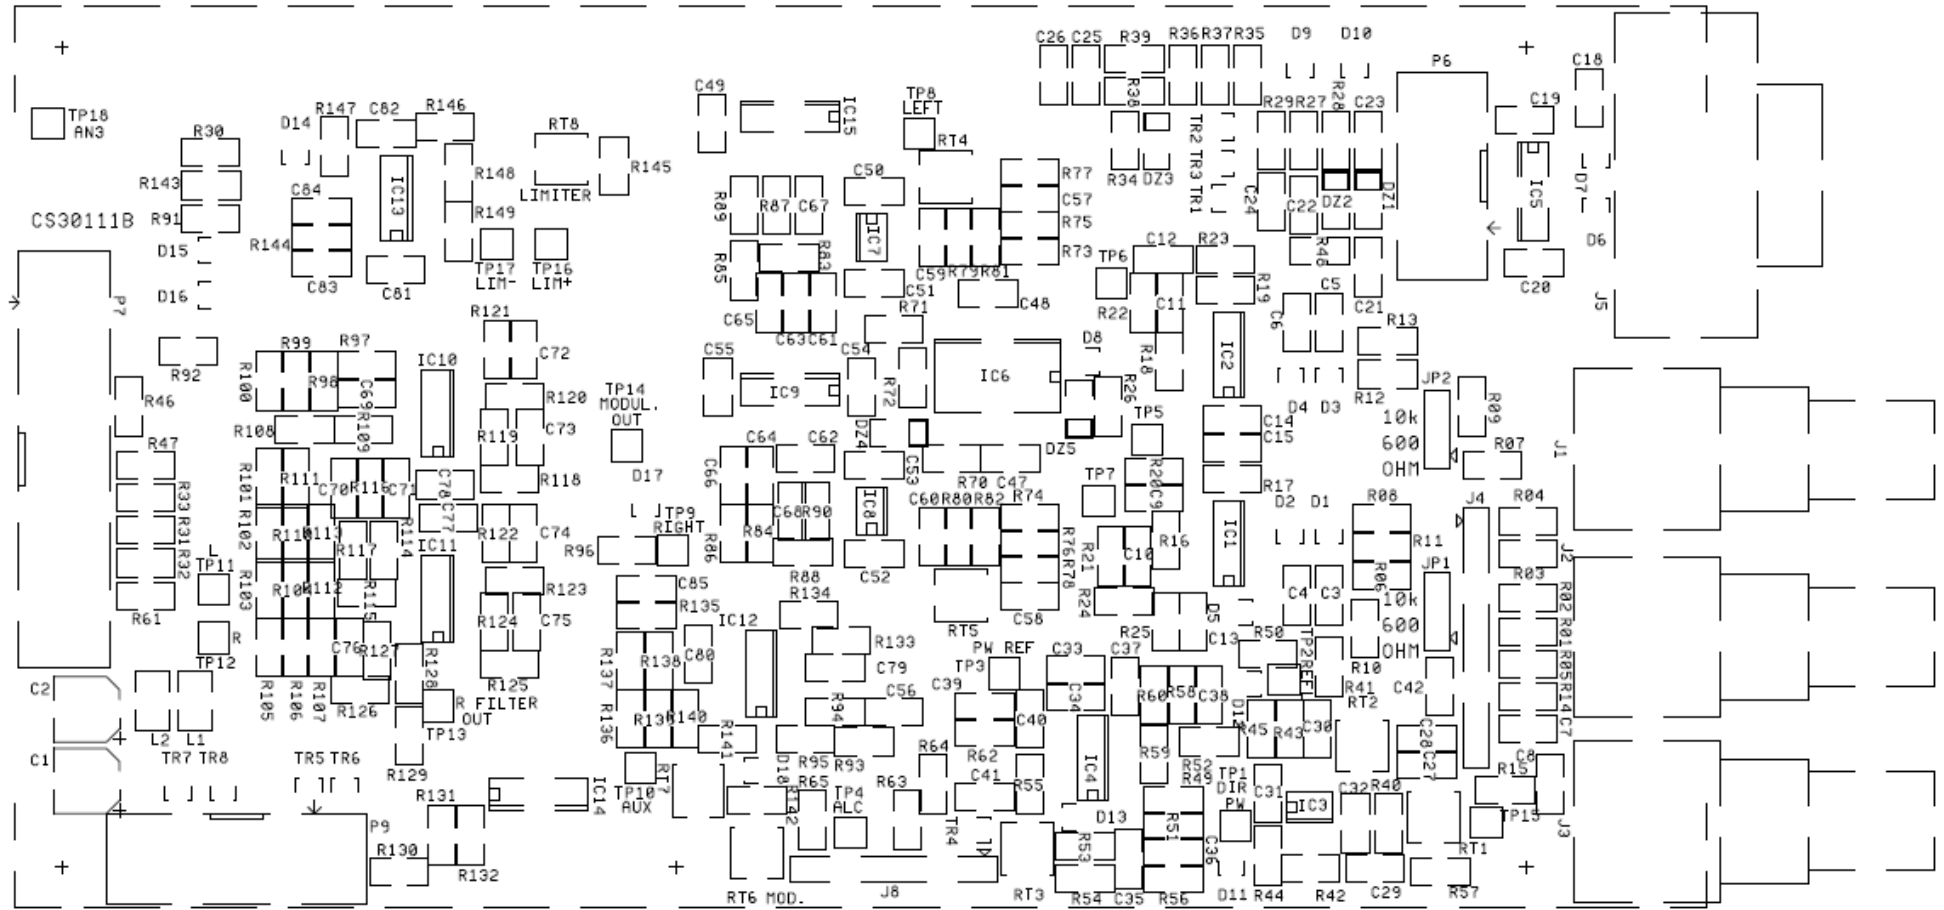 C26 C25 R39 R36 R37 R35 D9 D10
P6
C18
R38
R28
C49
IC15
TP8
LEFT
R29 R27 C23
C19
TP18
AN3
R147 C82 R146
D14
RT8
R30
RT4
TR2 TR3 TR1
R145
R143
R148
IC13
C50
R77
R34 DZ3
C84
LIMITER
C57
C24
C22
DZ2
DZ1
IC5
D7
CS30111B
R91
R149
R89
R87 C67
R75
R144
IC7
R73
D15
TP17
LIM-
TP16
LIM+
R85
R83
C59 R79 R81
TP6
C12 R23
R48
D6
C83
C81
C51
C48
R19
C20
D16
P7
C65
R71
R22
C11
C6
C5
C21
J5
R121
C63 C61
R13
R99 R97
IC10
C72
C55
C54
D8
IC2
R92
R100
R98
C69
IC9
R72
IC6
R18
R26
R12
JP2
R46
R120
TP14
MODUL.
OUT
D4 D3
10k
600
OHM
R09
R108
R109
R119
C73
DZ4
TP5
C14
C15
R07
J1
R47
C64 C62
DZ5
R101
R111
C70
R116
C71
C78
R118
D17
C66
C53
R70 C47
TP7
R20
C9
R17
R33
C77
TP9
RIGHT
C68
R90
IC8
C60 R80 R82
R74
D2 D1
R08
J4
R04
R31
R102
R110
R113
R114
IC11
R122
C74
R96
R86
R84
R76
R78
R21
C10
R16
IC1
R11
J2
R32
L
TP11
R117
R88
C52
JP1
R03
R103
R104
R112
R115
R123
C85
R135
R134
R24
C4
C3
R06
10k
600
OHM
R02
R61
R
TP12
R124
C75
IC12
RT5
C58
R25
C13
D5
R50
R01
C76
R127
R128
R137
R138
C80
R133
PW REF
TP3
C33 C37
TP2
REF
R10
R05
C2
R105
R106
R107
R126
R125
R FILTER
OUT
C79
C39
C34
R60
R58
C38
R41
RT2
C42
R14
L2 L1
TP13
R136
R140
R94
C56
C40
R45
R43
C30
C28
C7
C1
TR7 TR8
TR5 TR6
R129
R141
R95
R93
R64
R62
R59
R52
R49
C27
C8
D18
R65
R63
C41
R55
IC4
TP1
DIR
PW
C31
R15
R131
IC14
TP10
AUX
RT7
R142
TP4
ALC
IC3
C32 R40
TP15
J3
P9
TR4
D13
R51
C36
R53
RT1
R130
R132
RT6 MOD.
J8
RT3
R54 C35 R56
D11 R44 R42 C29 R57